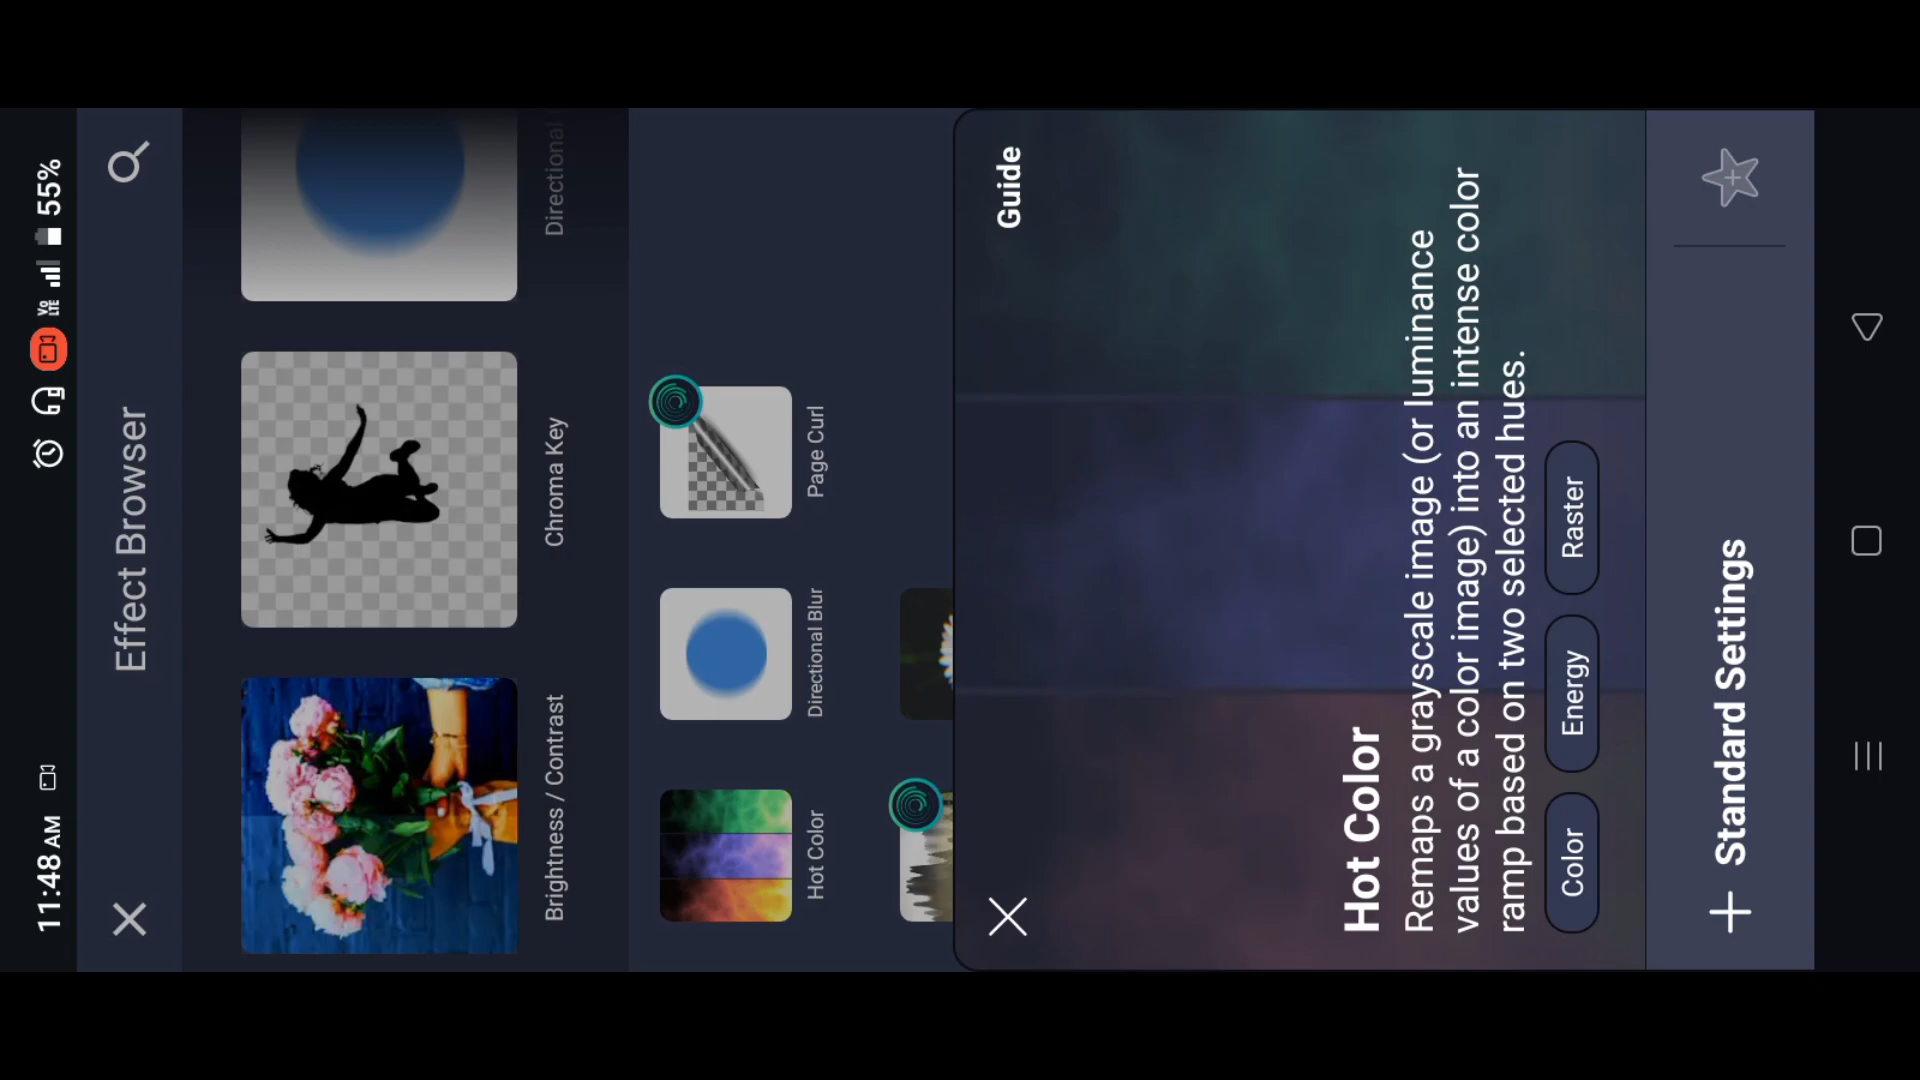 11:48 AM
Vo
LTE
55%
Effect Browser
Brightness / Contrast
Chroma Key
Directional
Hot Color
Directional Blur
Page Curl
Guide
Hot Color
Remaps a grayscale image (or luminance
values of a color image) into an intense color
ramp based on two selected hues.
Color
Energy
Raster
Standard Settings